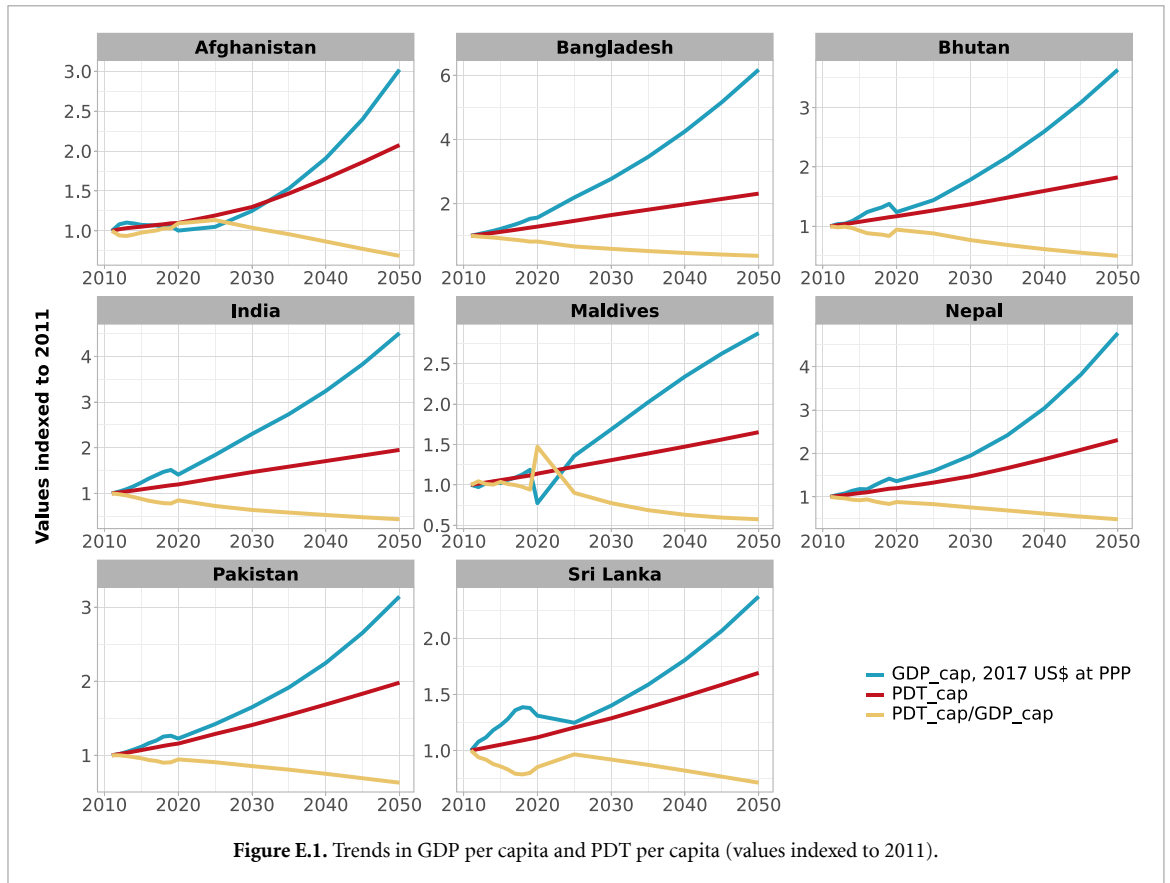 Afghanistan
3.0
2.5
2.0
1.5
1.0
2010 2020 2030 2040 2050
Bangladesh
6
4
2
2010 2020 2030 2040 2050
Bhutan
3
2
1
2010 2020 2030 2040 2050
Values indexed to 2011
India
4
3
2
1
2010 2020 2030 2040 2050
Maldives
2.5
2.0
1.5
1.0
0.5
2010 2020 2030 2040 2050
Nepal
4
3
2
1
2010 2020 2030 2040 2050
Pakistan
3
2
1
2010 2020 2030 2040 2050
Sri Lanka
2.0
1.5
1.0
2010 2020 2030 2040 2050
GDP_cap, 2017 US$ at PPP
PDT_cap
PDT_cap/GDP_cap
Figure E.1. Trends in GDP per capita and PDT per capita (values indexed to 2011).